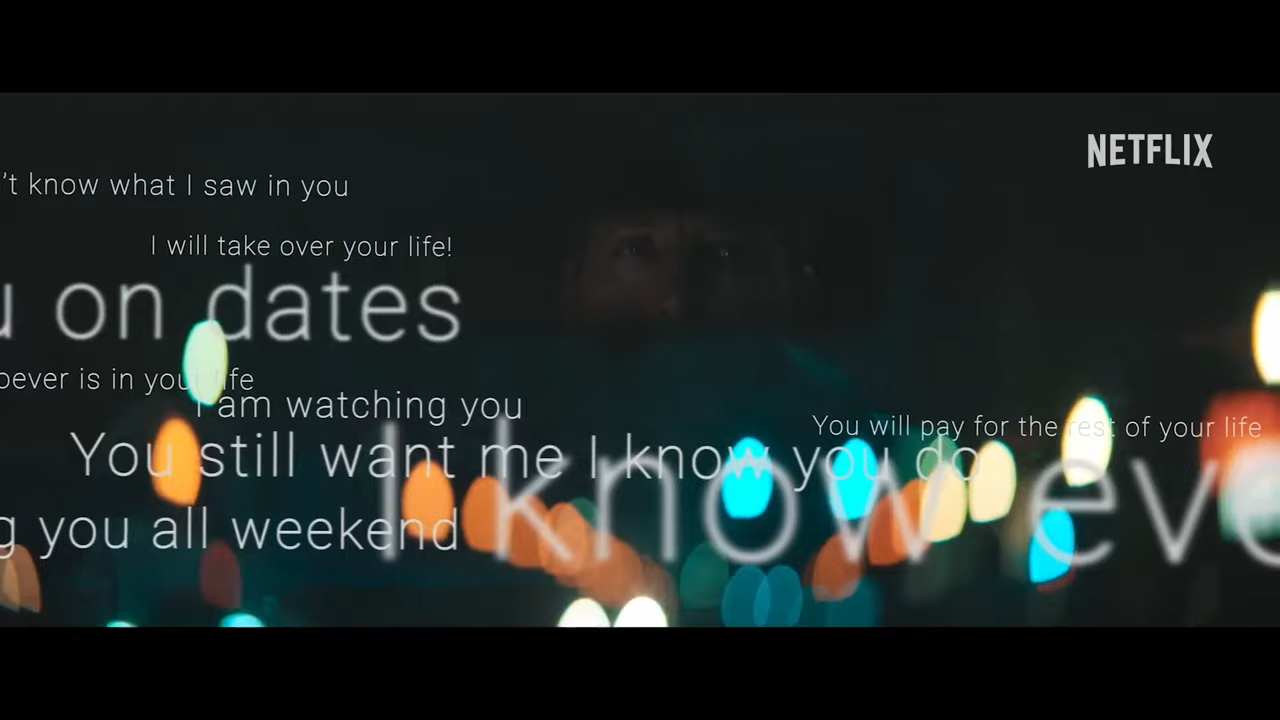 NETFLIX
't know what I saw in you
I will take over your life!
u on dates
oever is in your life
I am watching you
You will pay for the rest of your life
You still want me I know you do
I know eve
g you all weekend